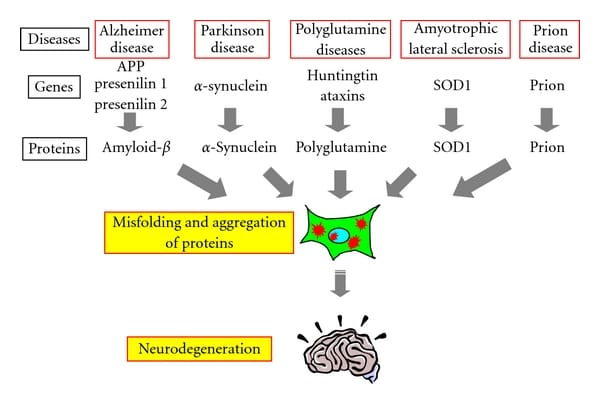 Diseases
Alzheimer
disease
Parkinson
disease
Polyglutamine
diseases
Amyotrophic
lateral sclerosis
Prion
disease
Genes
APP
presenilin 1
presenilin 2
α-synuclein
Huntingtin
ataxins
SOD1
Prion
Proteins
Amyloid-β
α-Synuclein
Polyglutamine
SOD1
Prion
Misfolding and aggregation
of proteins
Neurodegeneration